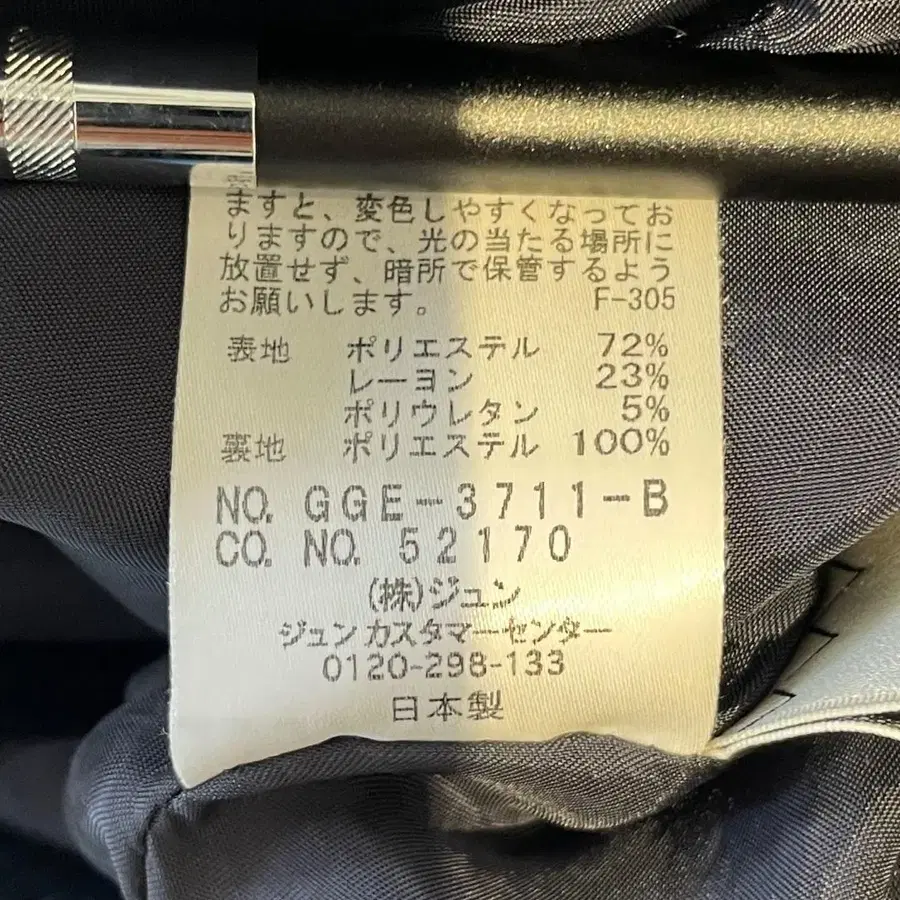 ますと、変色しやすくなってお
りますので、光の当たる場所に
放置せず、暗所で保管するよう
お願いします。 F-305
表地 ポリエステル 72%
レーヨン 23%
ポリウレタン 5%
裏地 ポリエステル 100%
NO. GGE-3711-B
CO. NO. 52170
(株)ジュン
ジュンカスタマーセンター
0120-298-133
日本製